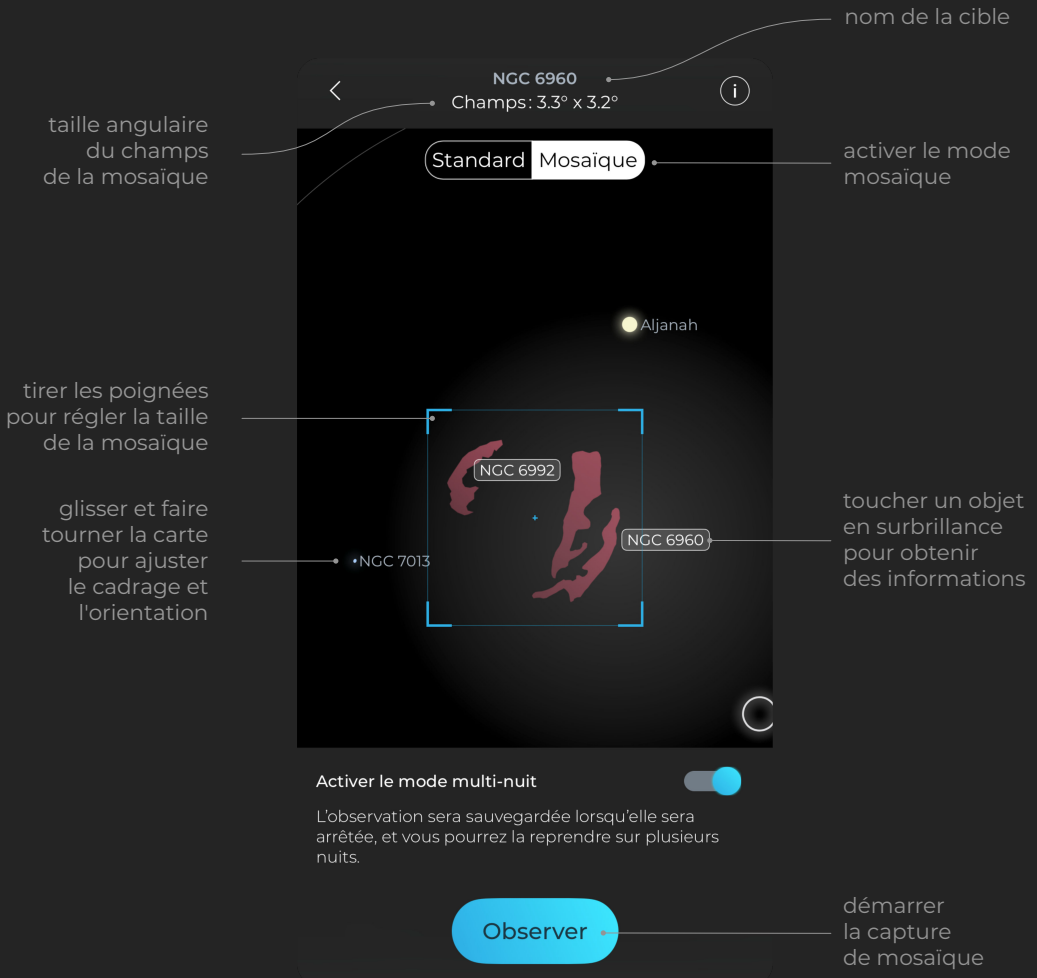 nom de la cible
NGC 6960
Champs: 3.3° x 3.2°
i
taille angulaire
du champs
de la mosaïque
Standard
Mosaïque
activer le mode
mosaïque
Aljanah
tirer les poignées
pour régler la taille
de la mosaïque
NGC 6992
glisser et faire
tourner la carte
pour ajuster
le cadrage et
l'orientation
NGC 7013
NGC 6960
toucher un objet
en surbrillance
pour obtenir
des informations
Activer le mode multi-nuit
L’observation sera sauvegardée lorsqu’elle sera
arrêtée, et vous pourrez la reprendre sur plusieurs
nuits.
Observer
démarrer
la capture
de mosaïque